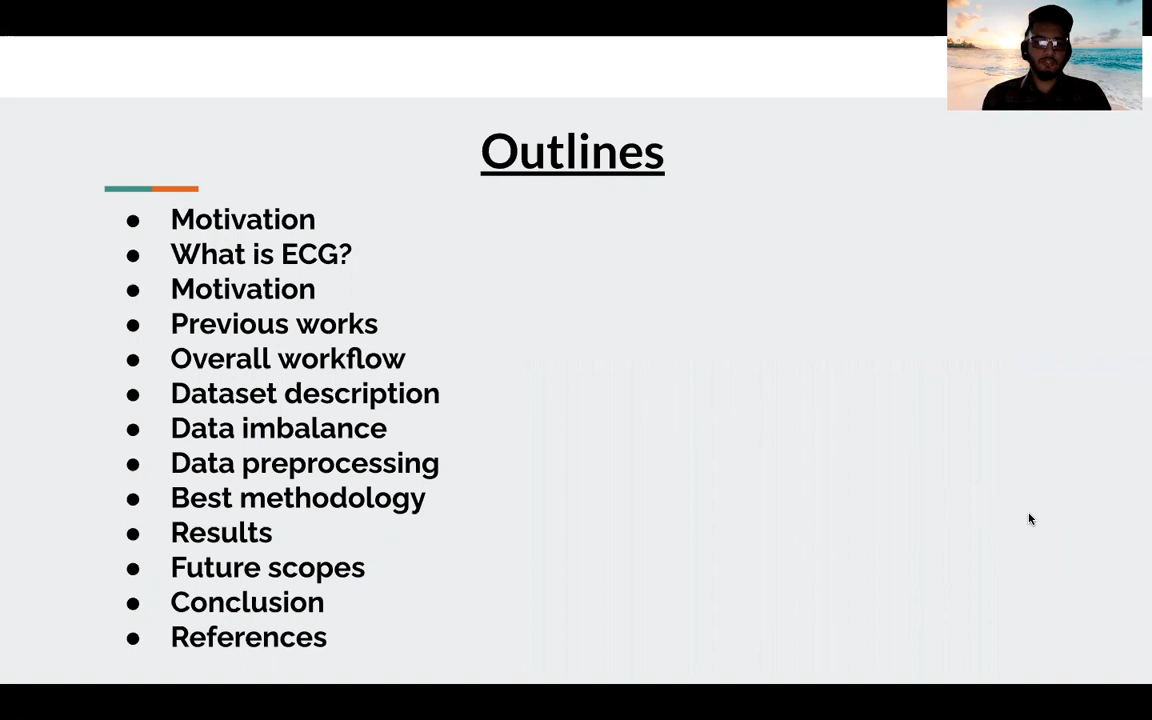 Outlines
● Motivation
● What is ECG?
● Motivation
● Previous works
● Overall workflow
● Dataset description
● Data imbalance
● Data preprocessing
● Best methodology
● Results
● Future scopes
● Conclusion
● References